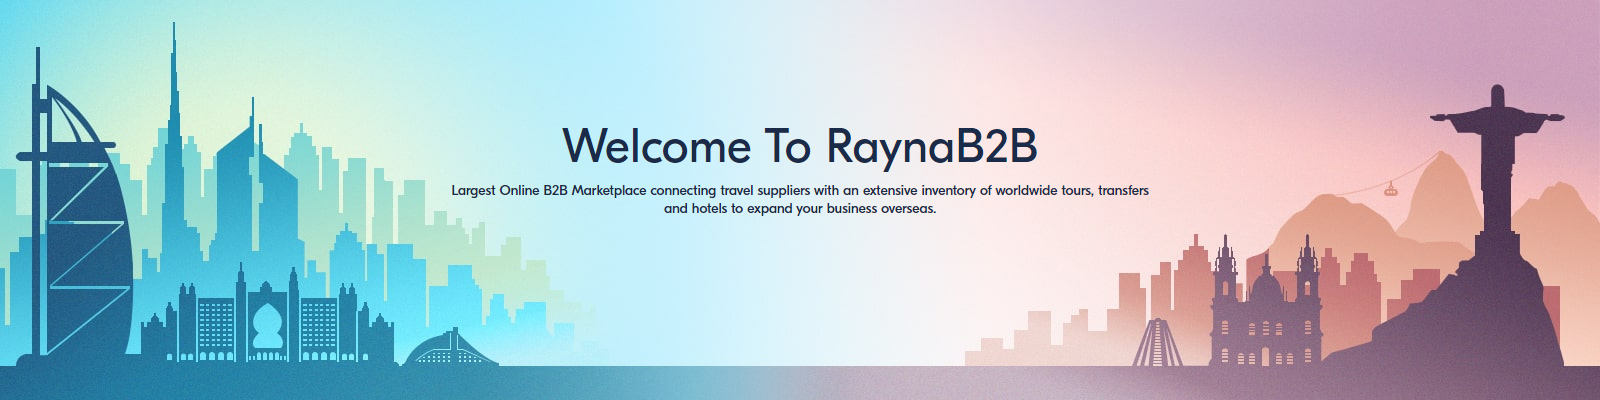 Welcome To RaynaB2B
Largest Online B2B Marketplace connecting travel suppliers with an extensive inventory of worldwide tours, transfers
and hotels to expand your business overseas.